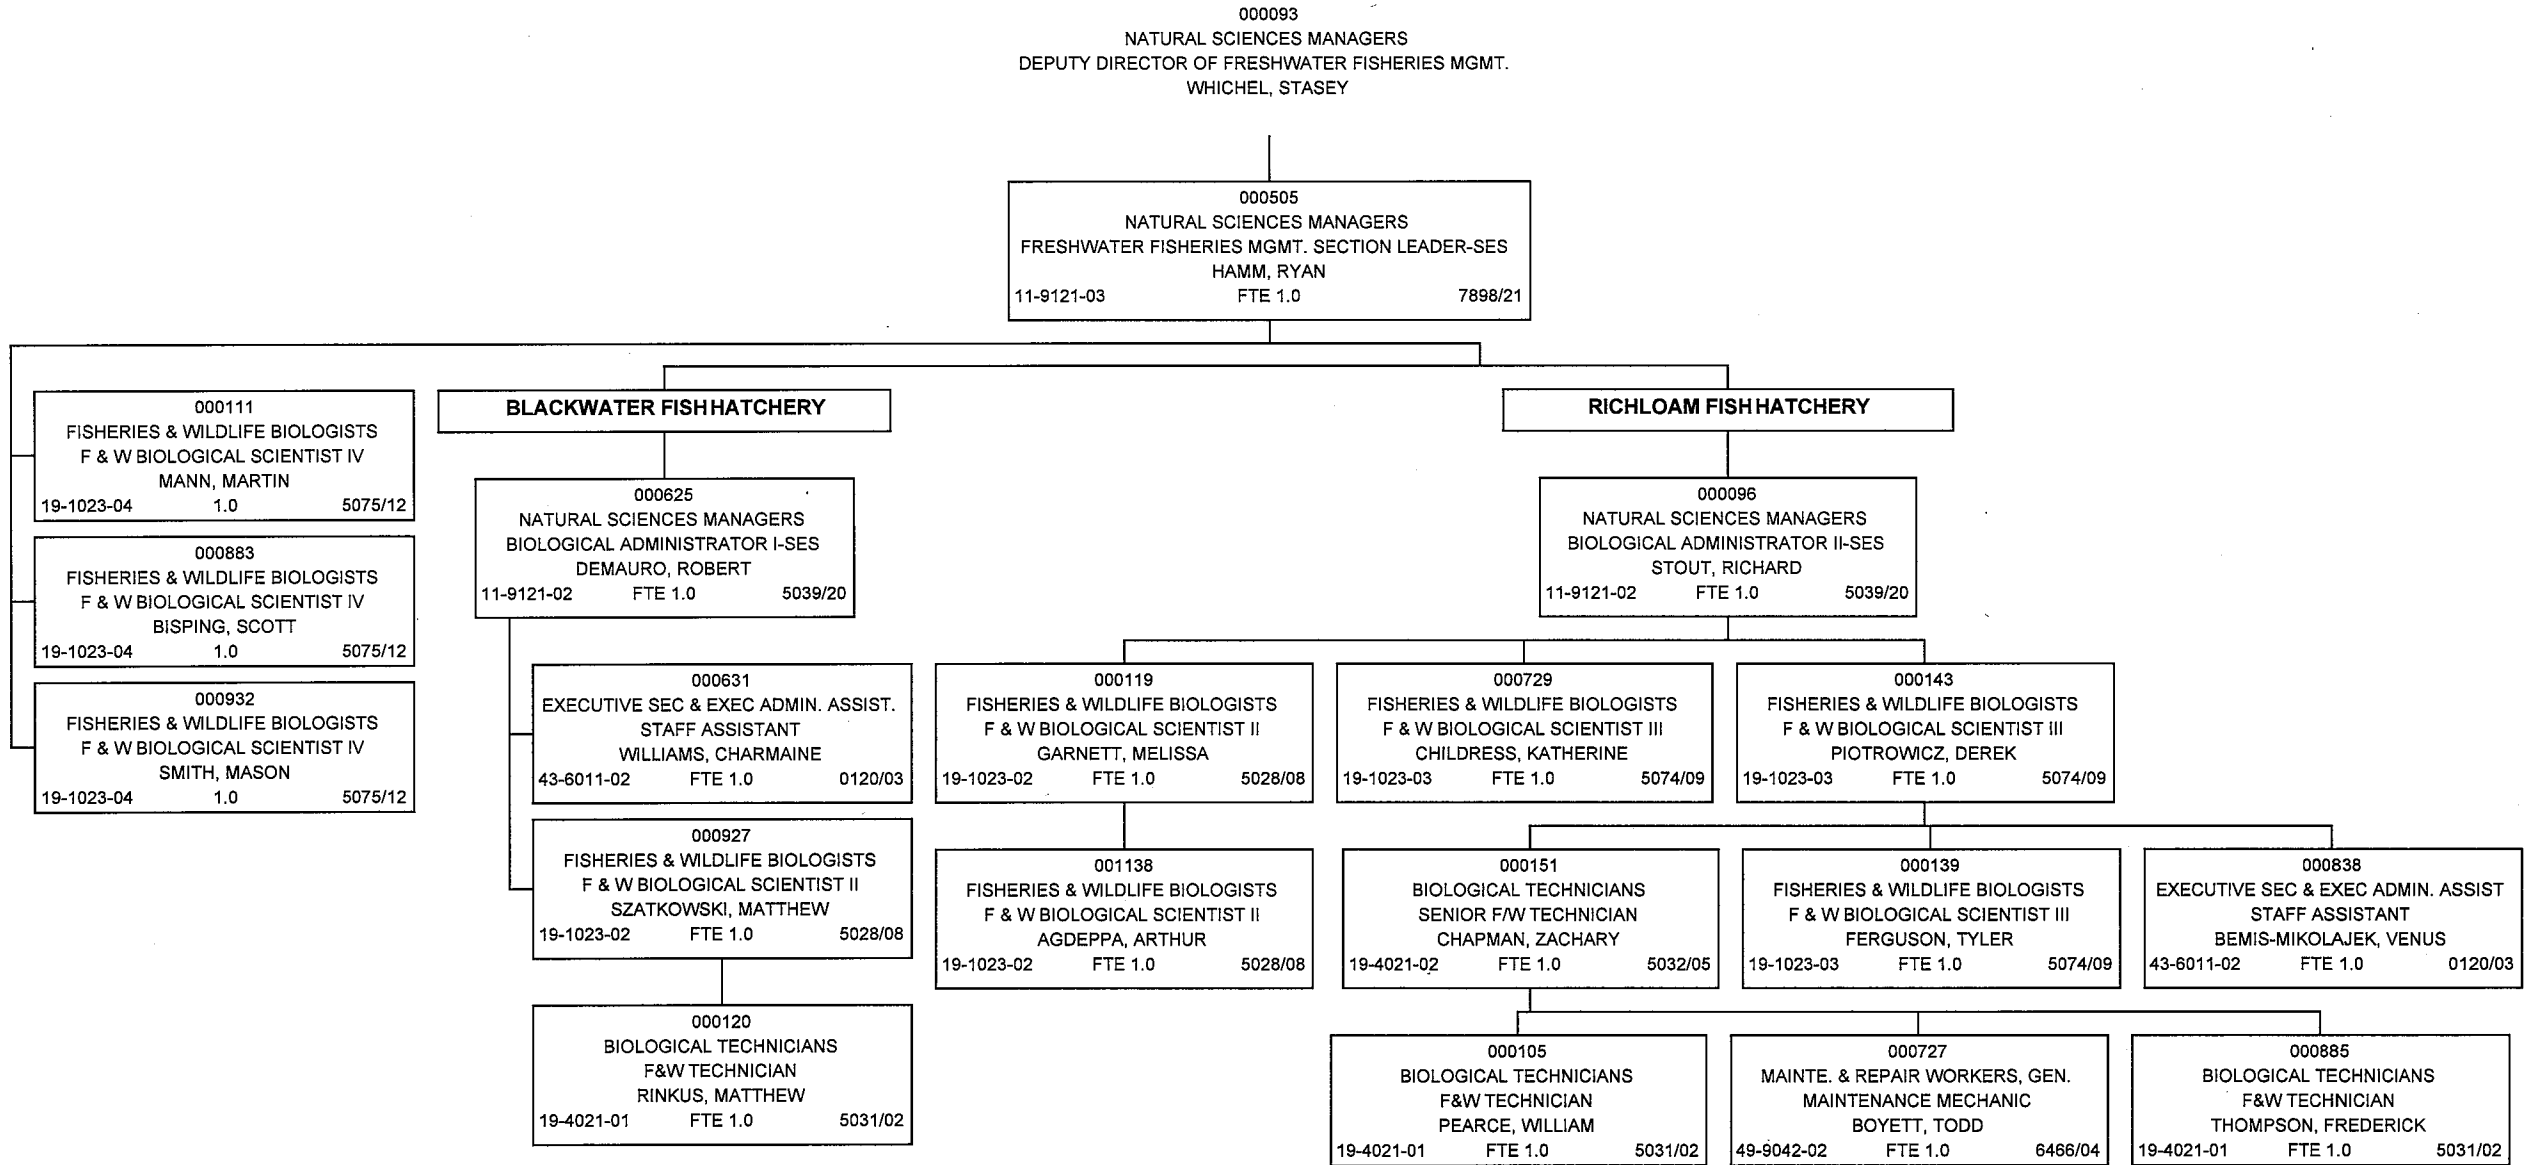 000093
NATURAL SCIENCES MANAGERS
DEPUTY DIRECTOR OF FRESHWATER FISHERIES MGMT.
WHICHEL, STASEY
000505
NATURAL SCIENCES MANAGERS
FRESHWATER FISHERIES MGMT. SECTION LEADER-SES
HAMM, RYAN
11-9121-03 FTE 1.0 7898/21
000111
FISHERIES & WILDLIFE BIOLOGISTS
F & W BIOLOGICAL SCIENTIST IV
MANN, MARTIN
19-1023-04 1.0 5075/12
000883
FISHERIES & WILDLIFE BIOLOGISTS
F & W BIOLOGICAL SCIENTIST IV
BISPING, SCOTT
19-1023-04 1.0 5075/12
000932
FISHERIES & WILDLIFE BIOLOGISTS
F & W BIOLOGICAL SCIENTIST IV
SMITH, MASON
19-1023-04 1.0 5075/12
BLACKWATER FISH HATCHERY
000625
NATURAL SCIENCES MANAGERS
BIOLOGICAL ADMINISTRATOR I-SES
DEMAURO, ROBERT
11-9121-02 FTE 1.0 5039/20
000631
EXECUTIVE SEC & EXEC ADMIN. ASSIST.
STAFF ASSISTANT
WILLIAMS, CHARMAINE
43-6011-02 FTE 1.0 0120/03
000927
FISHERIES & WILDLIFE BIOLOGISTS
F & W BIOLOGICAL SCIENTIST II
SZATKOWSKI, MATTHEW
19-1023-02 FTE 1.0 5028/08
000120
BIOLOGICAL TECHNICIANS
F&W TECHNICIAN
RINKUS, MATTHEW
19-4021-01 FTE 1.0 5031/02
RICHLOAM FISH HATCHERY
000096
NATURAL SCIENCES MANAGERS
BIOLOGICAL ADMINISTRATOR II-SES
STOUT, RICHARD
11-9121-02 FTE 1.0 5039/20
000119
FISHERIES & WILDLIFE BIOLOGISTS
F & W BIOLOGICAL SCIENTIST II
GARNETT, MELISSA
19-1023-02 FTE 1.0 5028/08
000729
FISHERIES & WILDLIFE BIOLOGISTS
F & W BIOLOGICAL SCIENTIST III
CHILDRESS, KATHERINE
19-1023-03 FTE 1.0 5074/09
000143
FISHERIES & WILDLIFE BIOLOGISTS
F & W BIOLOGICAL SCIENTIST III
PIOTROWICZ, DEREK
19-1023-03 FTE 1.0 5074/09
001138
FISHERIES & WILDLIFE BIOLOGISTS
F & W BIOLOGICAL SCIENTIST II
AGDEPPA, ARTHUR
19-1023-02 FTE 1.0 5028/08
000151
BIOLOGICAL TECHNICIANS
SENIOR F/W TECHNICIAN
CHAPMAN, ZACHARY
19-4021-02 FTE 1.0 5032/05
000139
FISHERIES & WILDLIFE BIOLOGISTS
F & W BIOLOGICAL SCIENTIST III
FERGUSON, TYLER
19-1023-03 FTE 1.0 5074/09
000838
EXECUTIVE SEC & EXEC ADMIN. ASSIST
STAFF ASSISTANT
BEMIS-MIKOLAJEK, VENUS
43-6011-02 FTE 1.0 0120/03
000105
BIOLOGICAL TECHNICIANS
F&W TECHNICIAN
PEARCE, WILLIAM
19-4021-01 FTE 1.0 5031/02
000727
MAINTE. & REPAIR WORKERS, GEN.
MAINTENANCE MECHANIC
BOYETT, TODD
49-9042-02 FTE 1.0 6466/04
000885
BIOLOGICAL TECHNICIANS
F&W TECHNICIAN
THOMPSON, FREDERICK
19-4021-01 FTE 1.0 5031/02